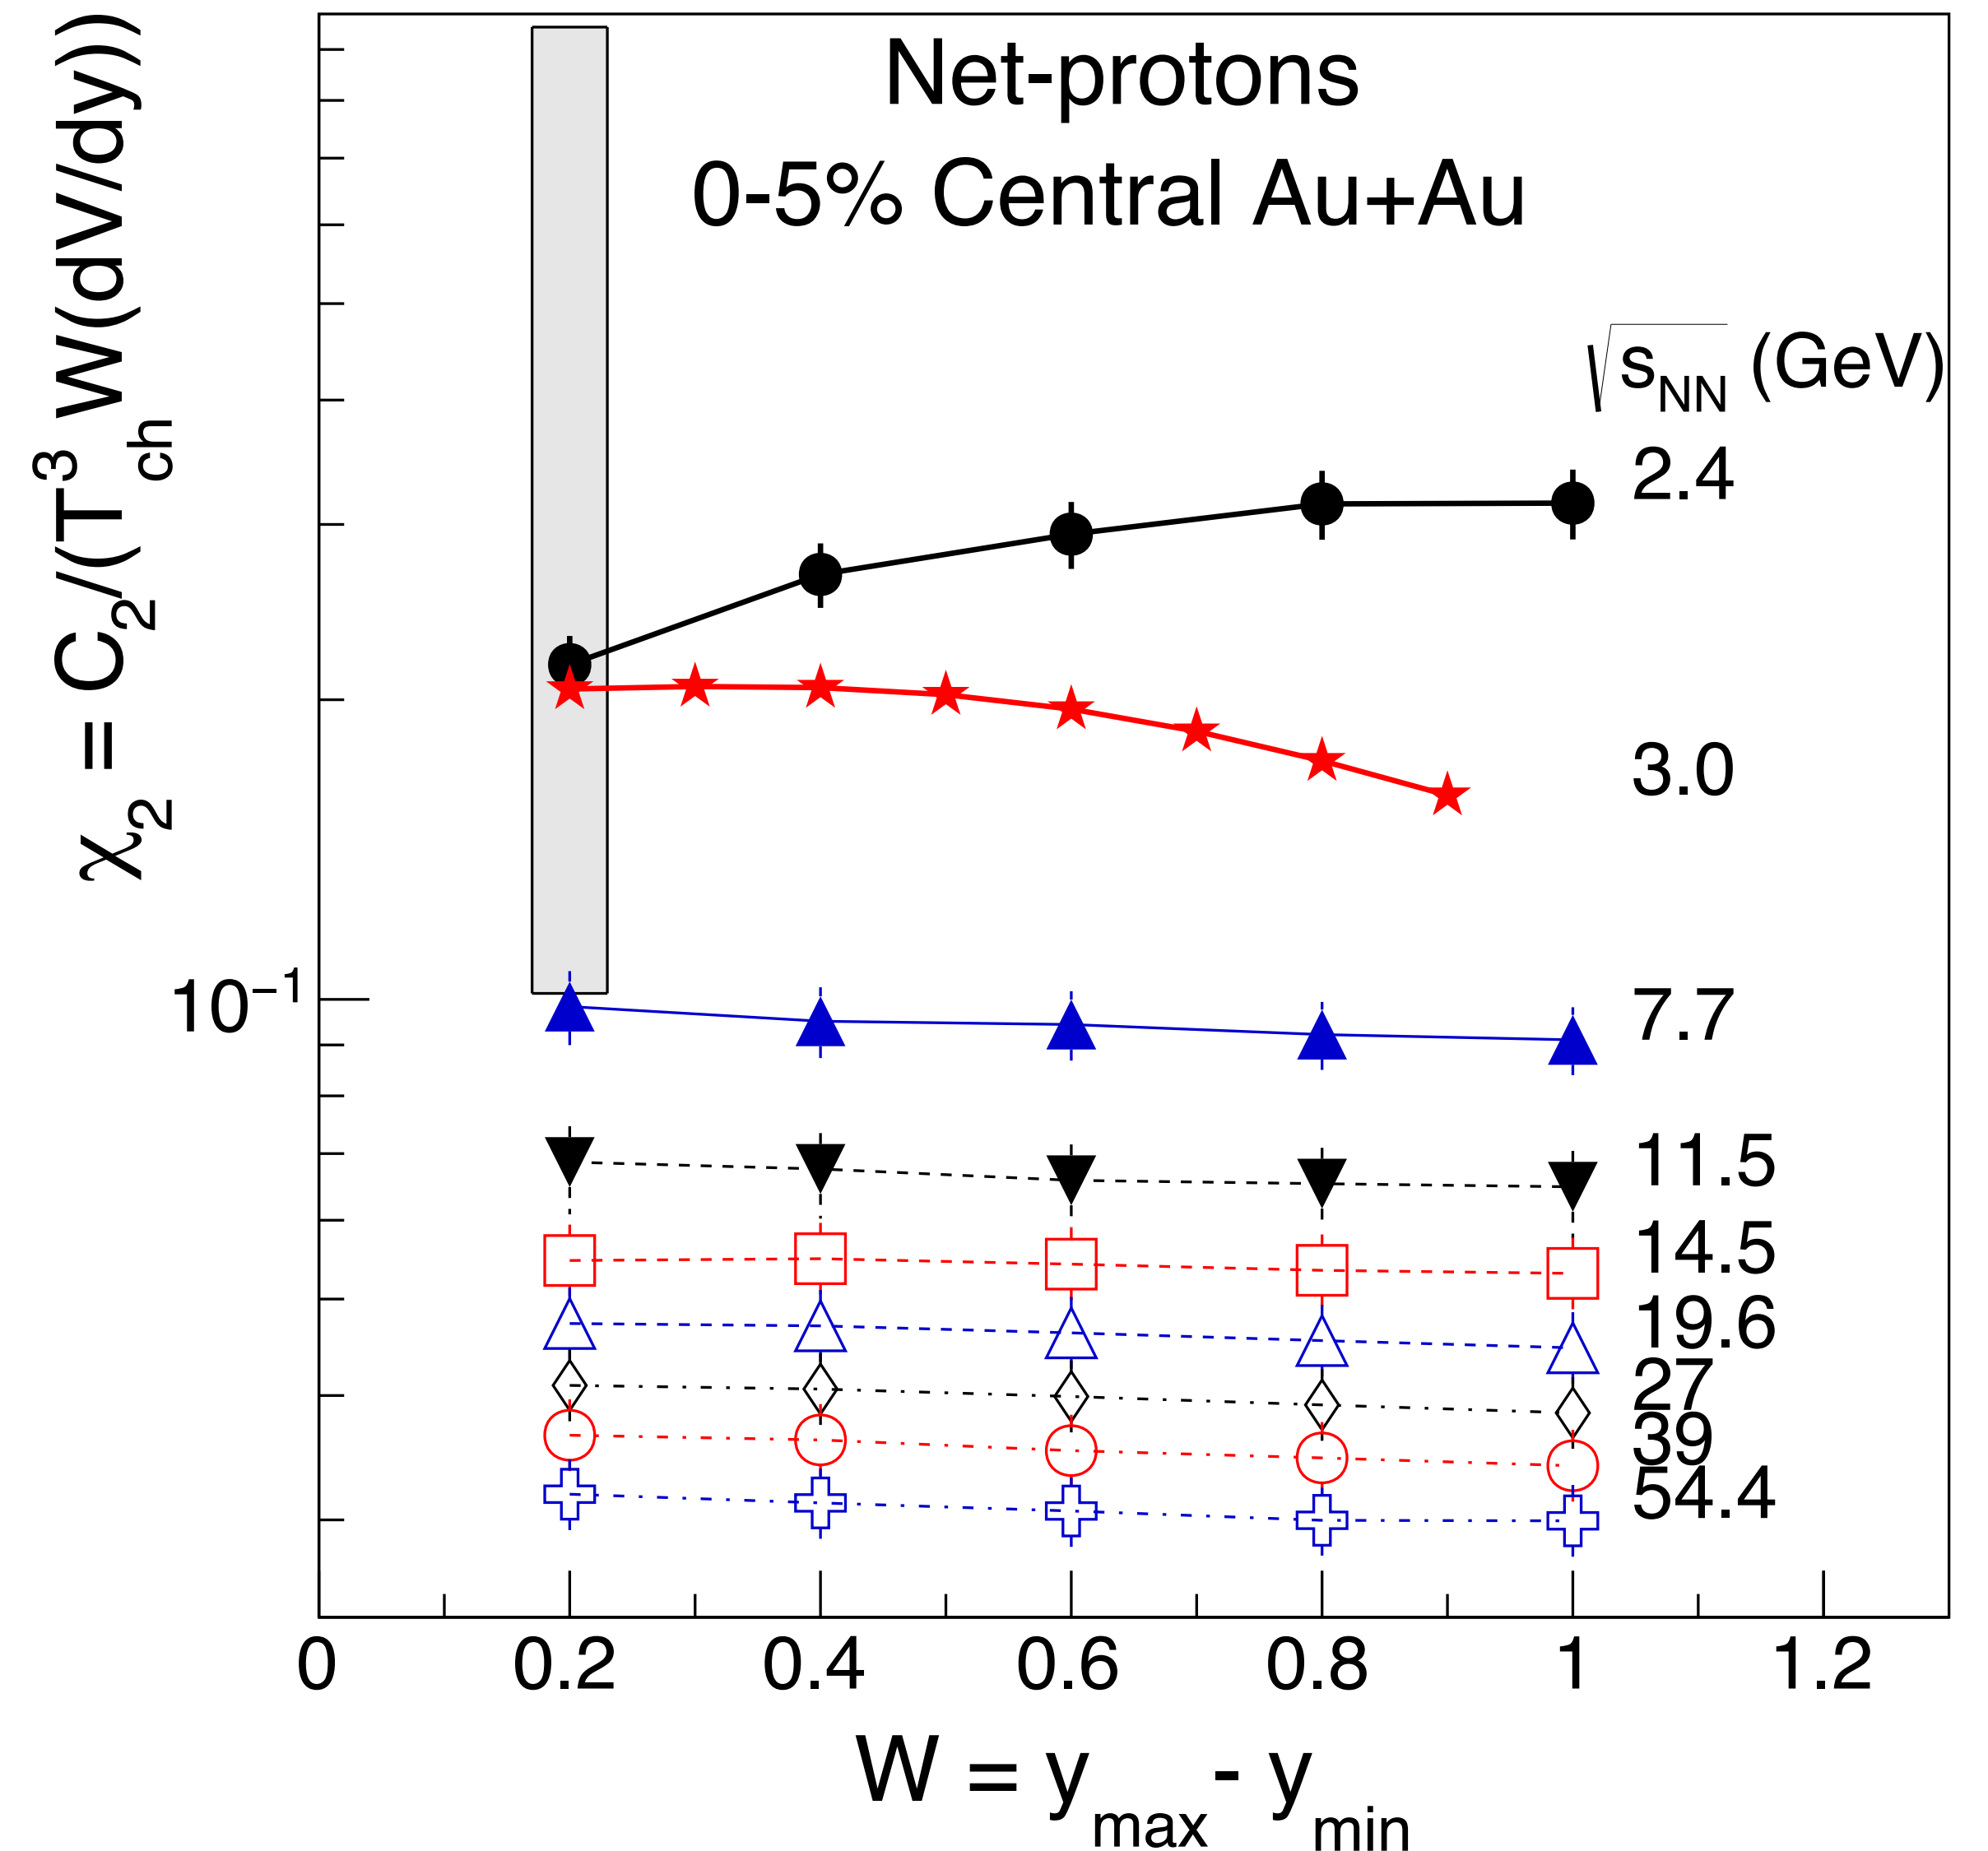 Net-protons
0-5% Central Au+Au
√sNN (GeV)
2.4
3.0
7.7
11.5
14.5
19.6
27
39
54.4
χ2 = C2/(T³ch W(dV/dy))
10⁻¹
0 0.2 0.4 0.6 0.8 1 1.2
W = ymax- ymin